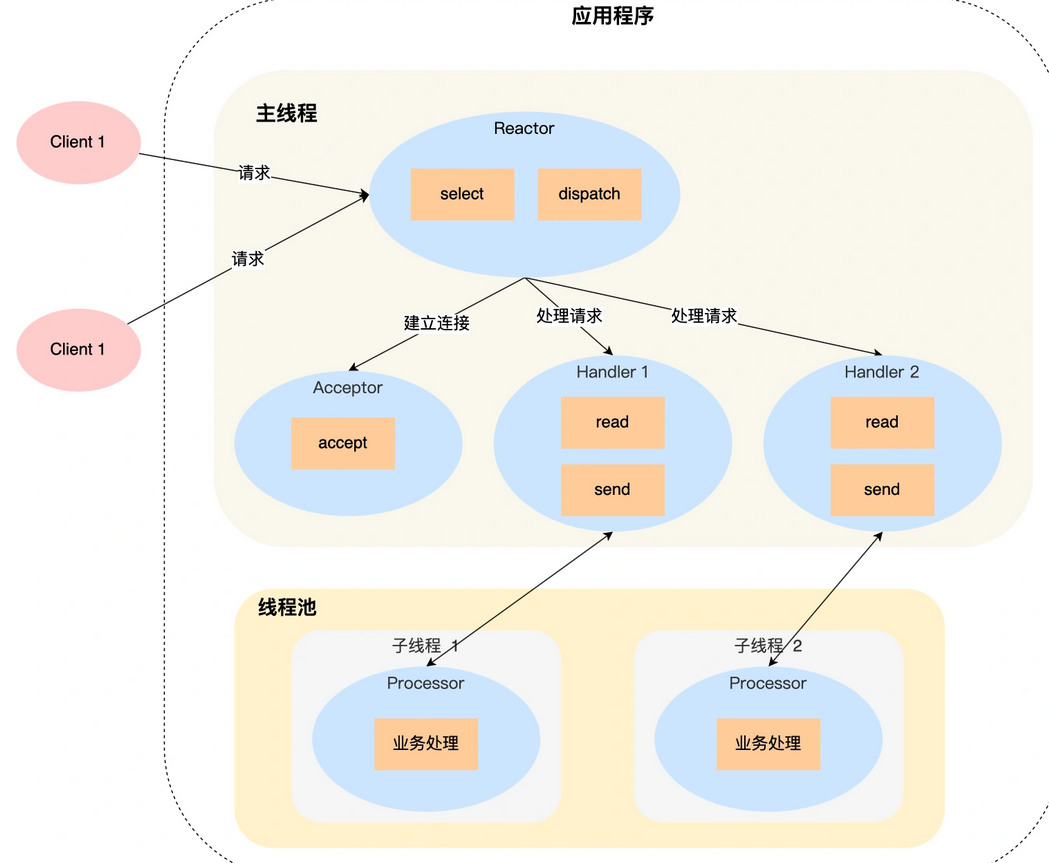 应用程序
主线程
Client 1
请求
Reactor
select
dispatch
请求
Client 1
建立连接
处理请求
处理请求
Acceptor
accept
Handler 1
read
send
Handler 2
read
send
线程池
子线程 1
Processor
业务处理
子线程 2
Processor
业务处理